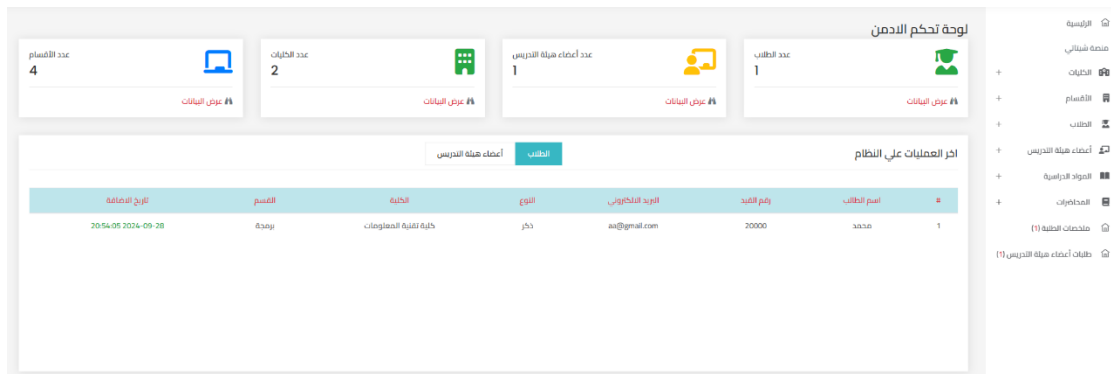 الرئيسية
منصة شيتاتي
الكليات +
الأقسام +
الطلاب +
أعضاء هيئة التدريس +
المواد الدراسية +
المحاضرات +
ملخصات الطلبة (1)
طلبات أعضاء هيئة التدريس (1)
لوحة تحكم الادمن
عدد الطلاب
1
عرض البيانات
عدد أعضاء هيئة التدريس
1
عرض البيانات
عدد الكليات
2
عرض البيانات
عدد الأقسام
4
عرض البيانات
اخر العمليات علي النظام
الطلاب أعضاء هيئة التدريس
# اسم الطالب رقم القيد البريد الالكتروني النوع الكلية القسم تاريخ الاضافة
1 محمد 20000 aa@gmail.com ذكر كلية تقنية المعلومات برمجة 2024-09-28 20:54:05